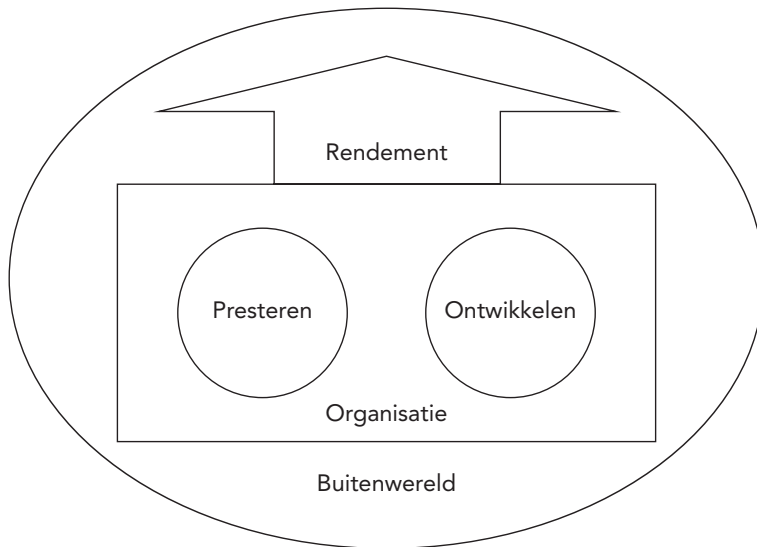 Rendement
Presteren
Ontwikkelen
Organisatie
Buitenwereld